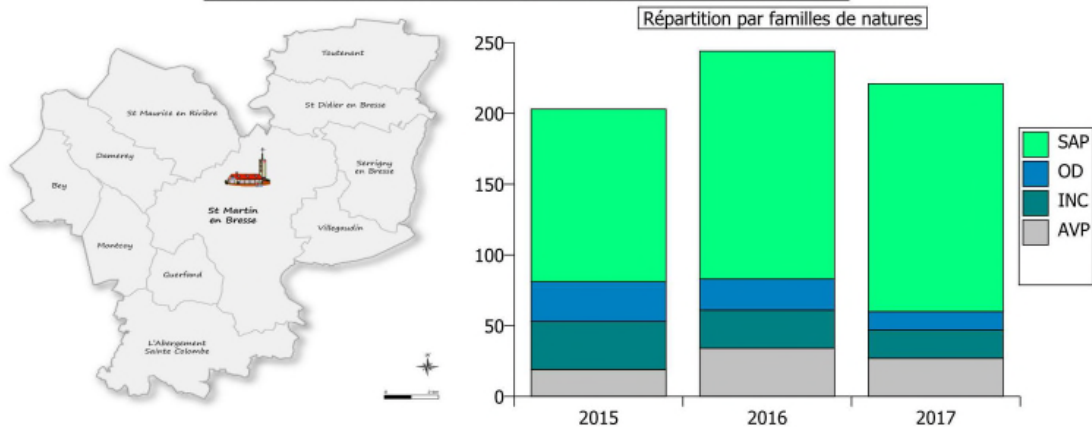 Répartition par familles de natures
Toutenant
St Didier en Bresse
St Maurice en Rivière
Damerey
Serrigny
en Bresse
Bey
St Martin
en Bresse
Villegaudin
Montcoy
Guerfand
L'Abergement
Sainte Colombe
N
0
250
200
150
100
50
0
2015
2016
2017
SAP
OD
INC
AVP